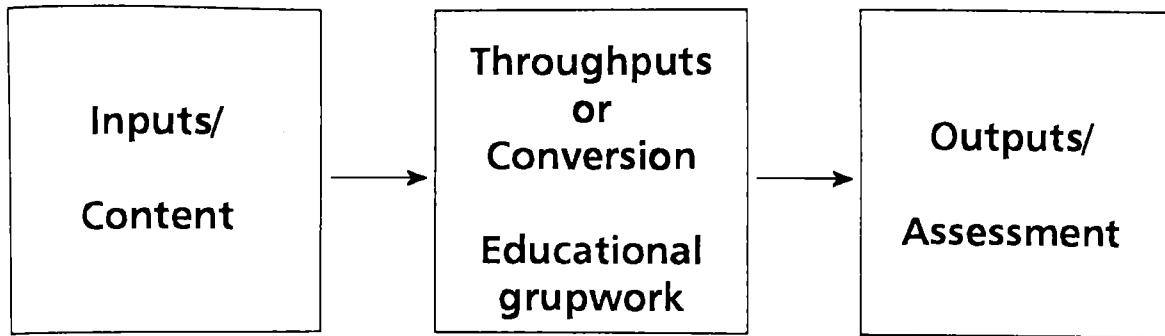 Inputs/
Content
Throughputs
or
Conversion
Educational
grupwork
Outputs/
Assessment